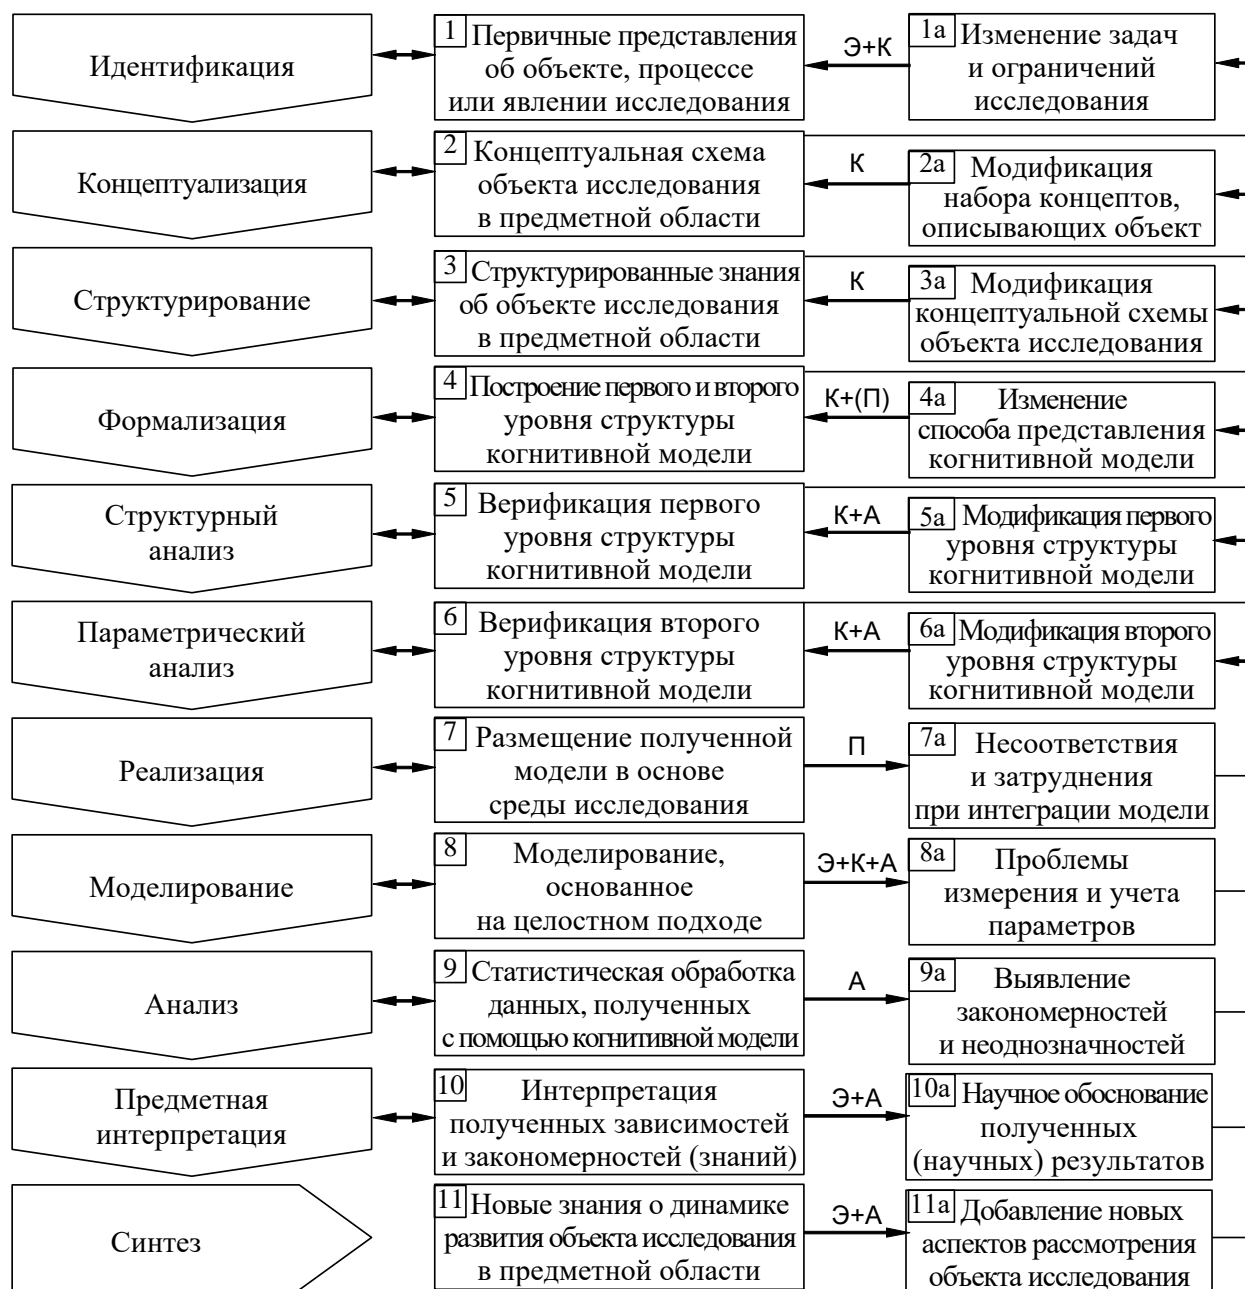 Идентификация
1 Первичные представления
об объекте, процессе
или явлении исследования
Э+К
1а Изменение задач
и ограничений
исследования
Концептуализация
2 Концептуальная схема
объекта исследования
в предметной области
К
2а Модификация
набора концептов,
описывающих объект
Структурирование
3 Структурированные знания
об объекте исследования
в предметной области
К
3а Модификация
концептуальной схемы
объекта исследования
Формализация
4 Построение первого и второго
уровня структуры
когнитивной модели
К+(П)
4а Изменение
способа представления
когнитивной модели
Структурный
анализ
5 Верификация первого
уровня структуры
когнитивной модели
К+А
5а Модификация первого
уровня структуры
когнитивной модели
Параметрический
анализ
6 Верификация второго
уровня структуры
когнитивной модели
К+А
6а Модификация второго
уровня структуры
когнитивной модели
Реализация
7 Размещение полученной
модели в основе
среды исследования
П
7а Несоответствия
и затруднения
при интеграции модели
Моделирование
8 Моделирование,
основанное
на целостном подходе
Э+К+А
8а Проблемы
измерения и учета
параметров
Анализ
9 Статистическая обработка
данных, полученных
с помощью когнитивной модели
А
9а Выявление
закономерностей
и неоднозначностей
Предметная
интерпретация
10 Интерпретация
полученных зависимостей
и закономерностей (знаний)
Э+А
10а Научное обоснование
полученных
(научных) результатов
Синтез
11 Новые знания о динамике
развития объекта исследования
в предметной области
Э+А
11а Добавление новых
аспектов рассмотрения
объекта исследования